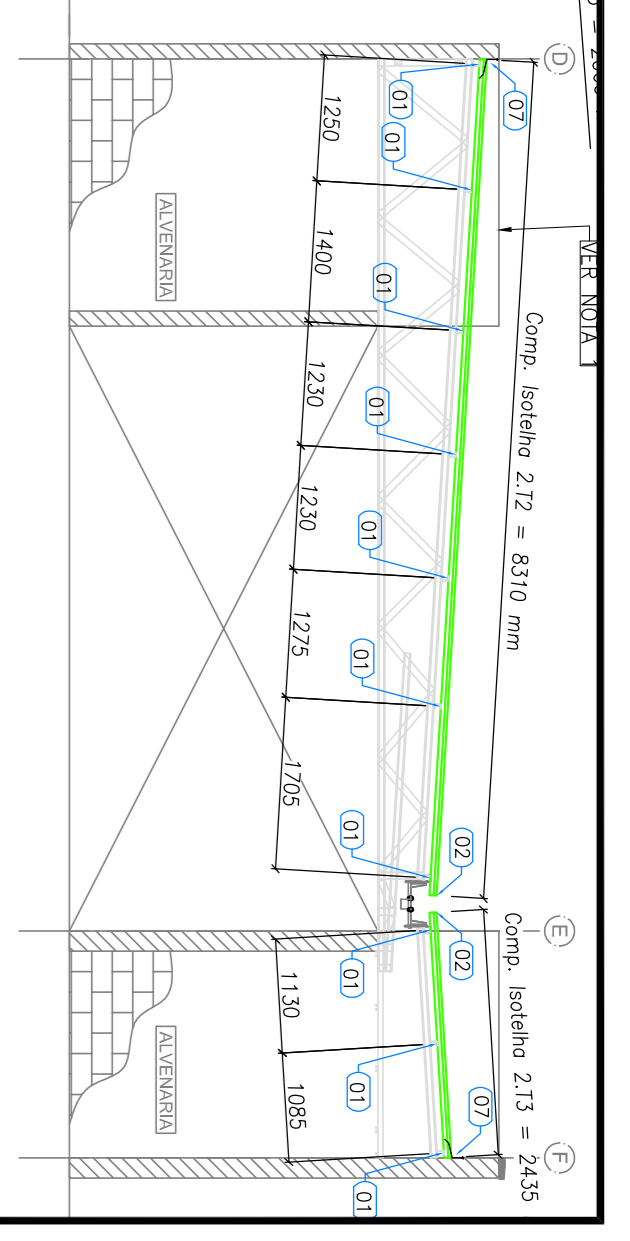 D
E
F
VER NOTA
Comp. Isotelha 2.T2 = 8310 mm
Comp. Isotelha 2.T3 = 2435
07
01
01
01
01
01
01
01
02
02
01
01
07
01
1250
1400
1230
1230
1275
1705
1130
1085
ALVENARIA
ALVENARIA